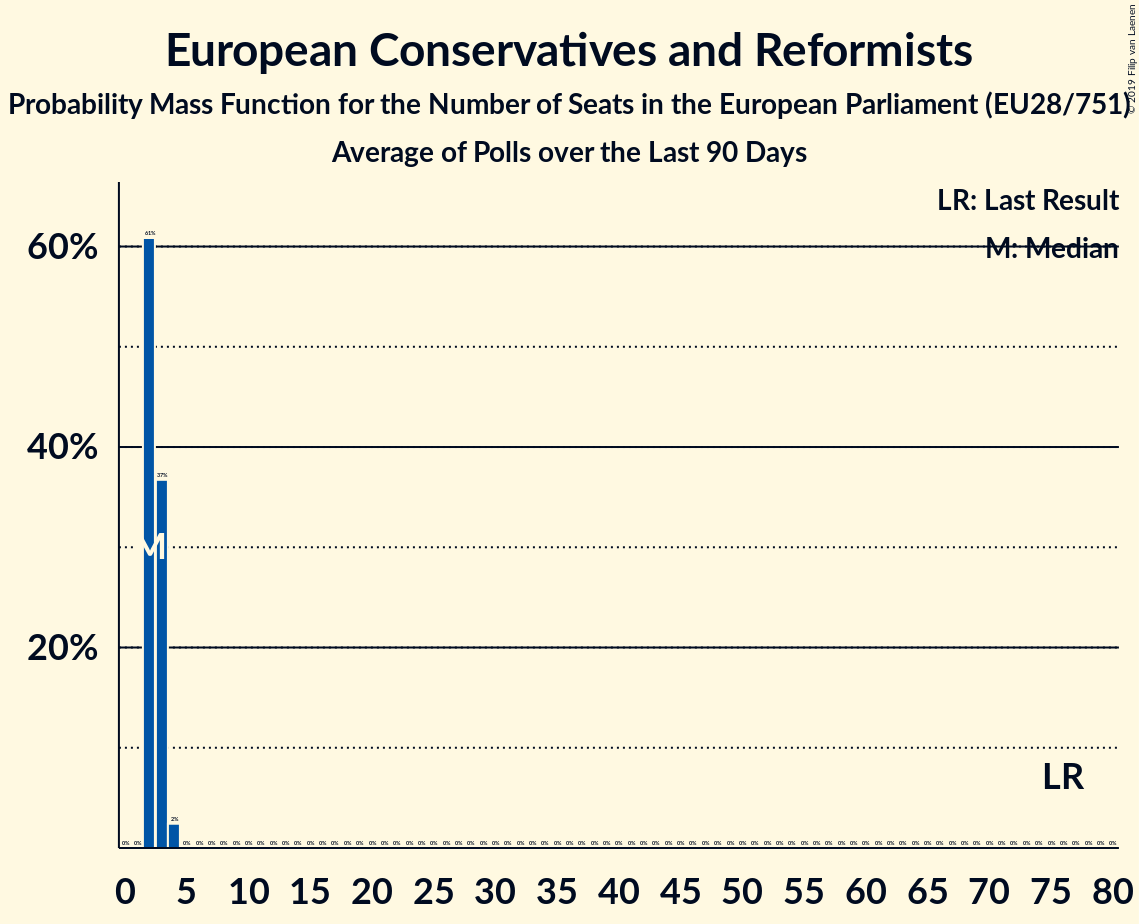 European Conservatives and Reformists
Probability Mass Function for the Number of Seats in the European Parliament (EU28/751)
Average of Polls over the Last 90 Days
© 2019 Filip van Laenen
LR: Last Result
M: Median
60%
40%
20%
61%
37%
2%
M
LR
0% 0% 0% 0% 0% 0% 0% 0% 0% 0% 0% 0% 0% 0% 0% 0% 0% 0% 0% 0% 0% 0% 0% 0% 0% 0% 0% 0% 0% 0% 0% 0% 0% 0% 0% 0% 0% 0% 0% 0% 0% 0% 0% 0% 0% 0% 0% 0% 0% 0% 0% 0% 0% 0% 0% 0% 0% 0% 0% 0% 0% 0% 0% 0% 0% 0% 0% 0% 0% 0% 0% 0% 0% 0% 0% 0% 0% 0%
0 5 10 15 20 25 30 35 40 45 50 55 60 65 70 75 80